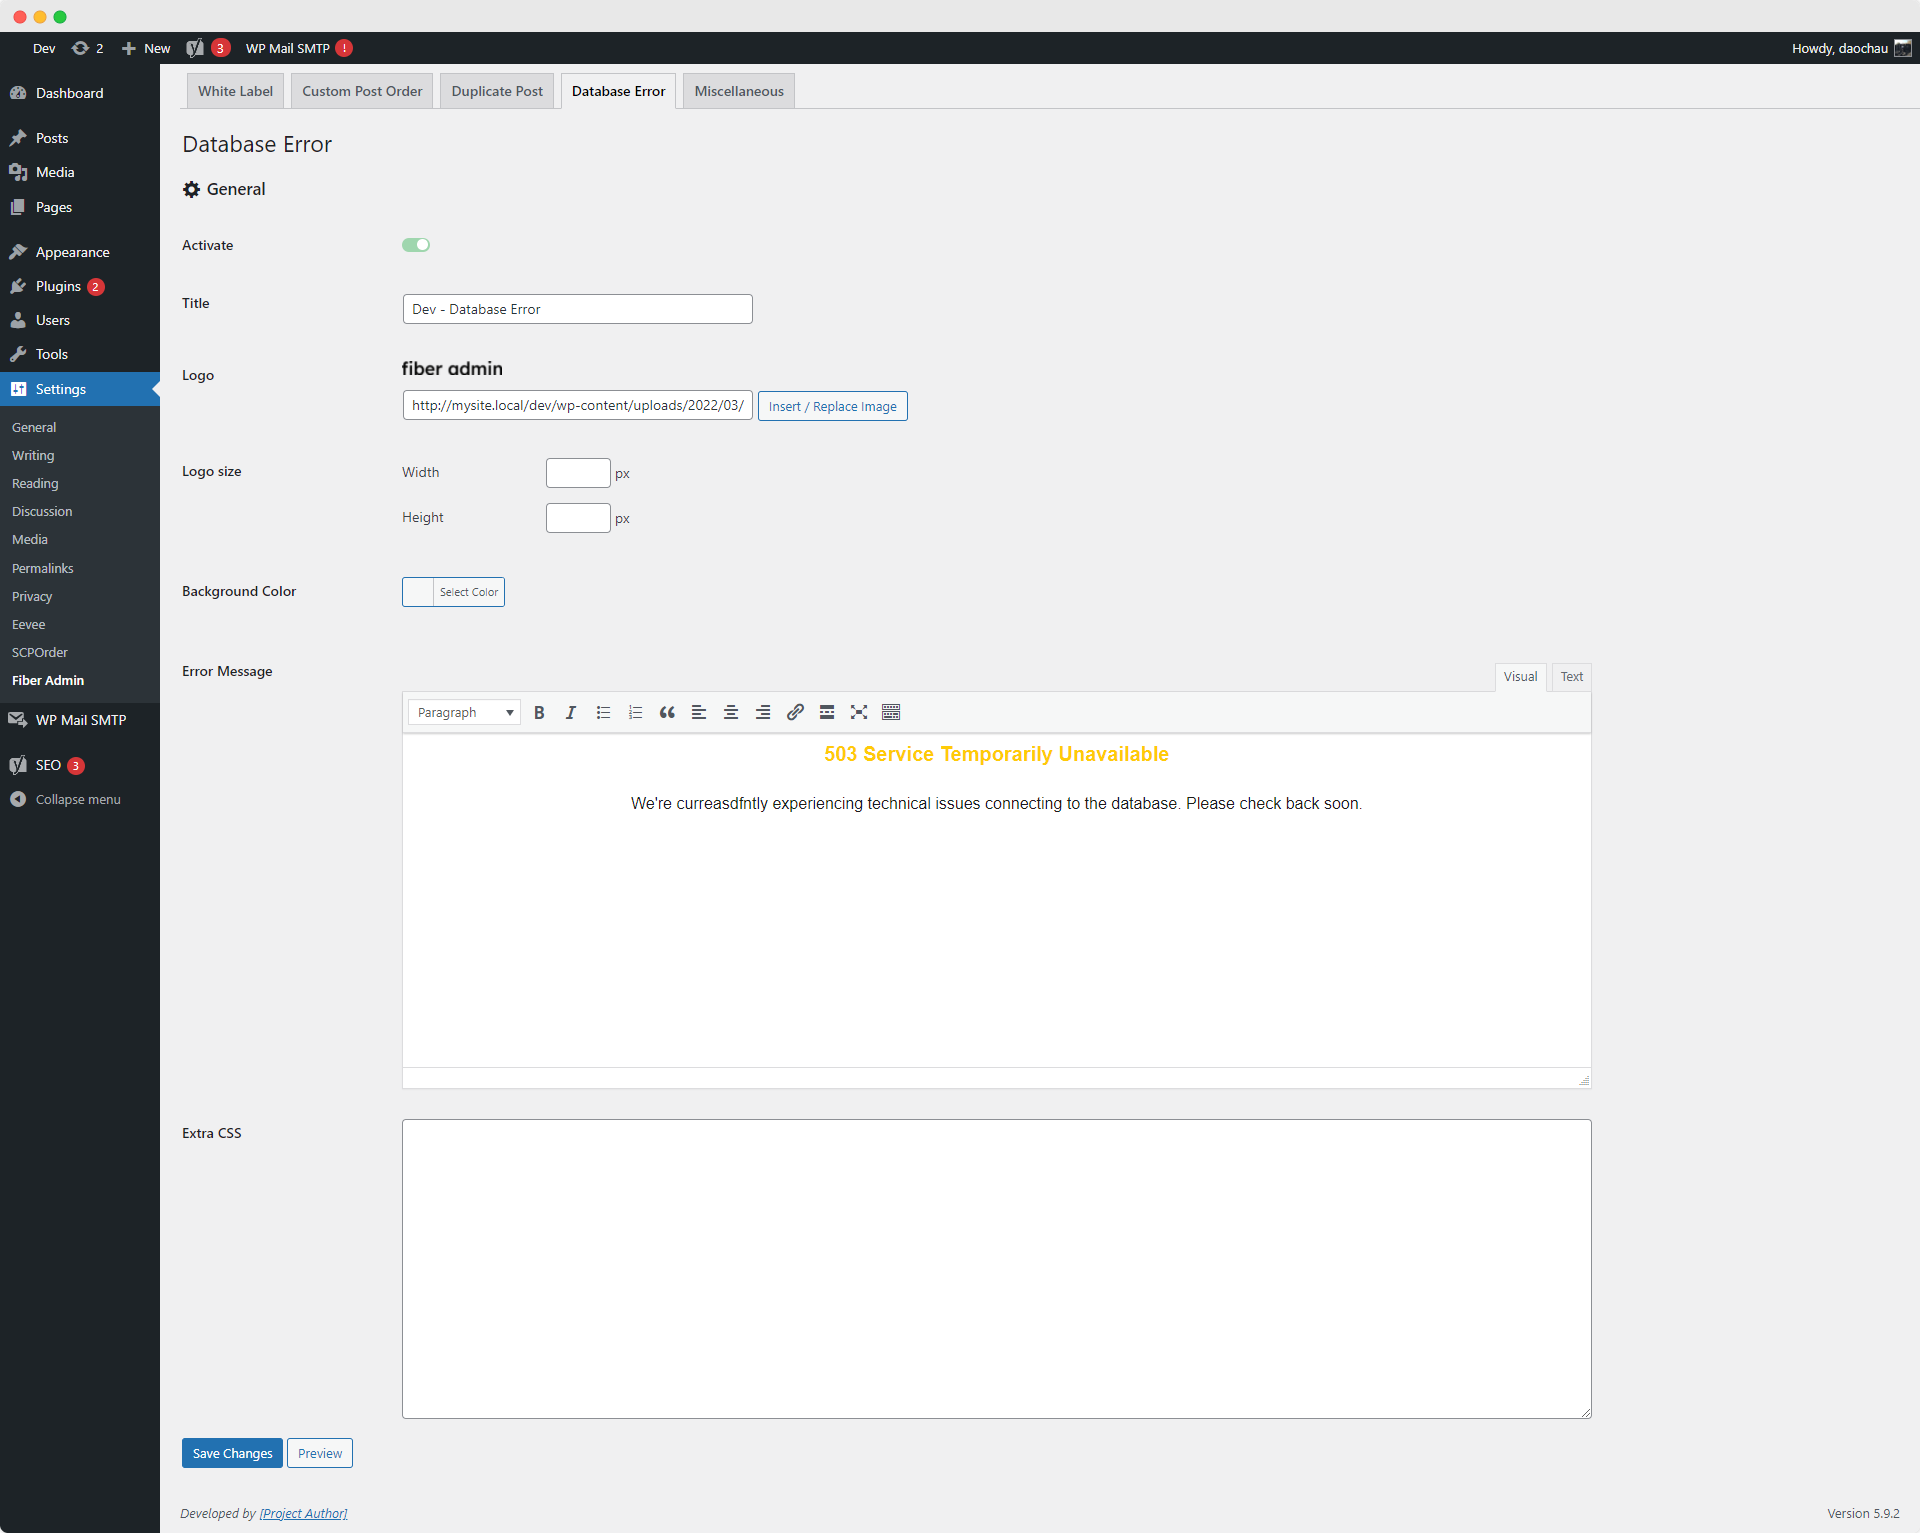 Dev 2 New 3 WP Mail SMTP ! Howdy, daochau
Dashboard
Posts
Media
Pages
Appearance
Plugins 2
Users
Tools
Settings
General
Writing
Reading
Discussion
Media
Permalinks
Privacy
Eevee
SCPOrder
Fiber Admin
WP Mail SMTP
SEO 3
Collapse menu
White Label Custom Post Order Duplicate Post Database Error Miscellaneous
Database Error
General
Activate
Title Dev - Database Error
Logo fiber admin
http://mysite.local/dev/wp-content/uploads/2022/03/ Insert / Replace Image
Logo size Width px
Height px
Background Color Select Color
Error Message Visual Text
Paragraph
503 Service Temporarily Unavailable
We're curreasdfntly experiencing technical issues connecting to the database. Please check back soon.
Extra CSS
Save Changes Preview
Developed by [Project Author] Version 5.9.2